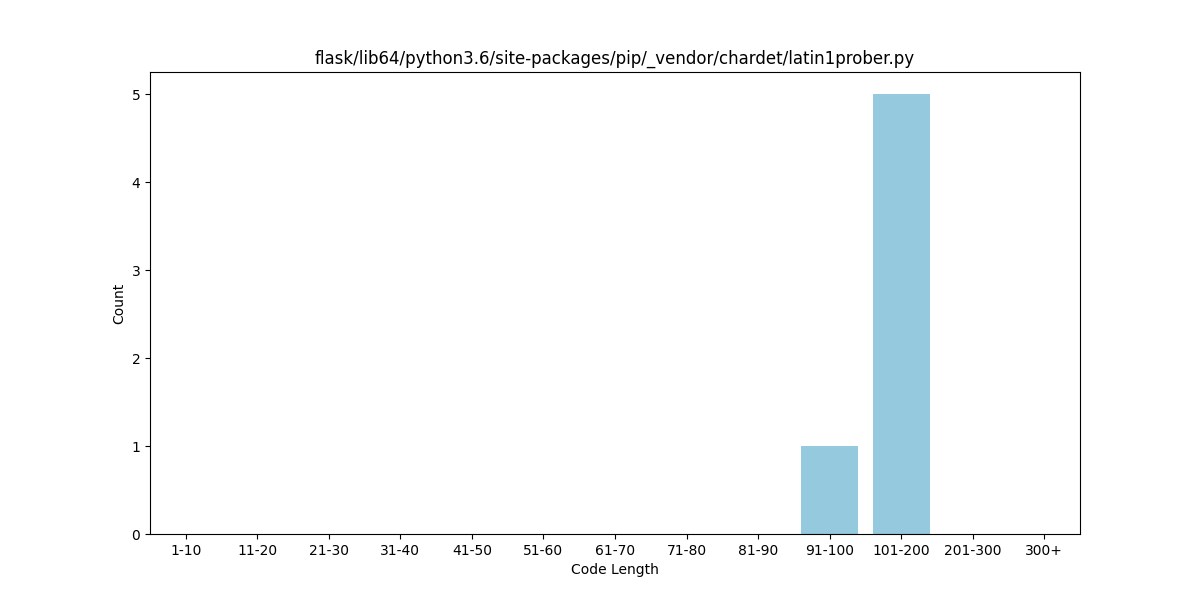 flask/lib64/python3.6/site-packages/pip/_vendor/chardet/latin1prober.py
5
4
3
2
1
0
Count
1-10 11-20 21-30 31-40 41-50 51-60 61-70 71-80 81-90 91-100 101-200 201-300 300+
Code Length